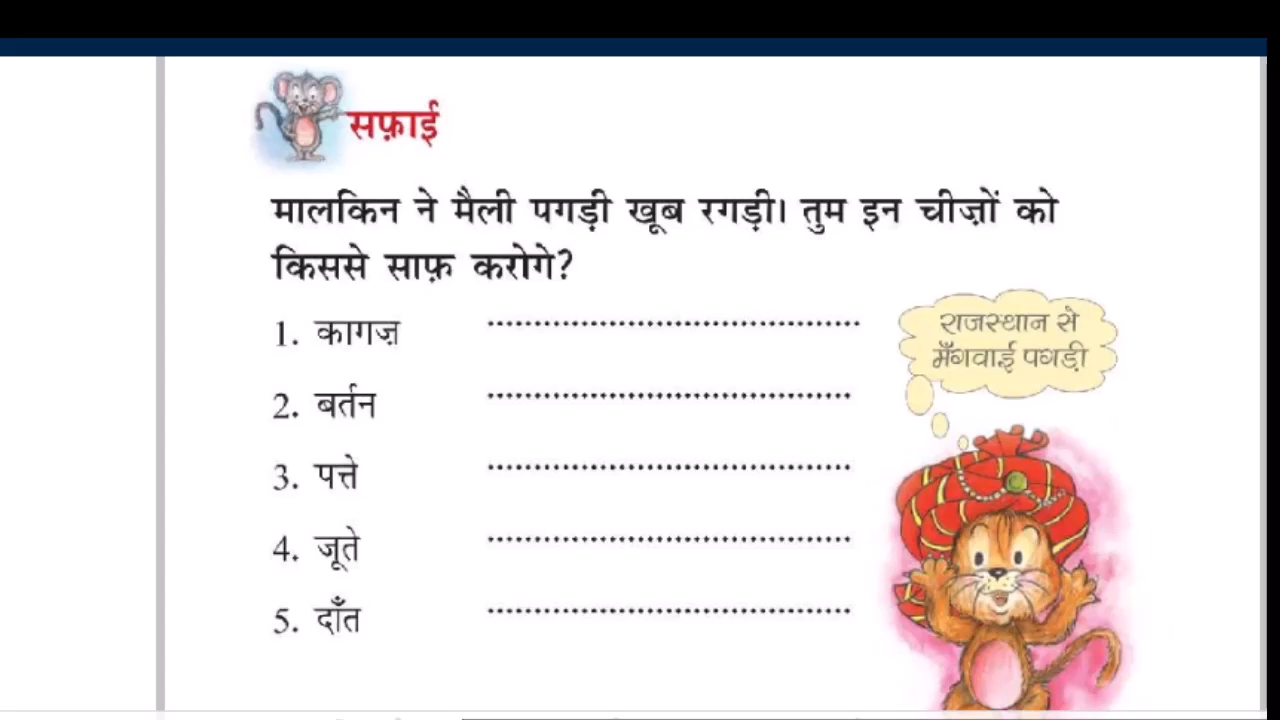 सफ़ाई
मालकिन ने मैली पगड़ी खूब रगड़ी। तुम इन चीज़ों को
किससे साफ़ करोगे?
1. कागज़ ........................................
2. बर्तन ........................................
3. पत्ते ........................................
4. जूते ........................................
5. दाँत ........................................
राजस्थान से
मँगवाई पगड़ी